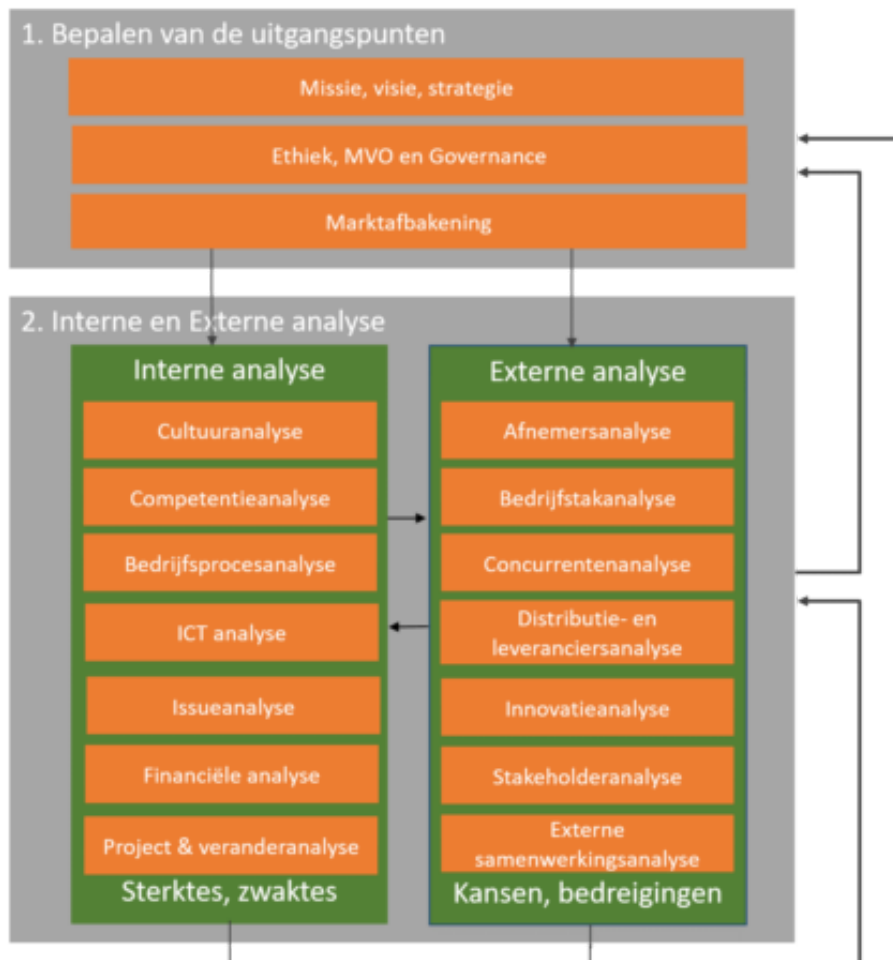 1. Bepalen van de uitgangspunten
Missie, visie, strategie
Ethiek, MVO en Governance
Marktafbakening
2. Interne en Externe analyse
Interne analyse
Cultuuranalyse
Competentieanalyse
Bedrijfsprocesanalyse
ICT analyse
Issueanalyse
Financiële analyse
Project & veranderanalyse
Sterktes, zwaktes
Externe analyse
Afnemersanalyse
Bedrijfstakanalyse
Concurrentenanalyse
Distributie- en
leveranciersanalyse
Innovatieanalyse
Stakeholderanalyse
Externe
samenwerkingsanalyse
Kansen, bedreigingen